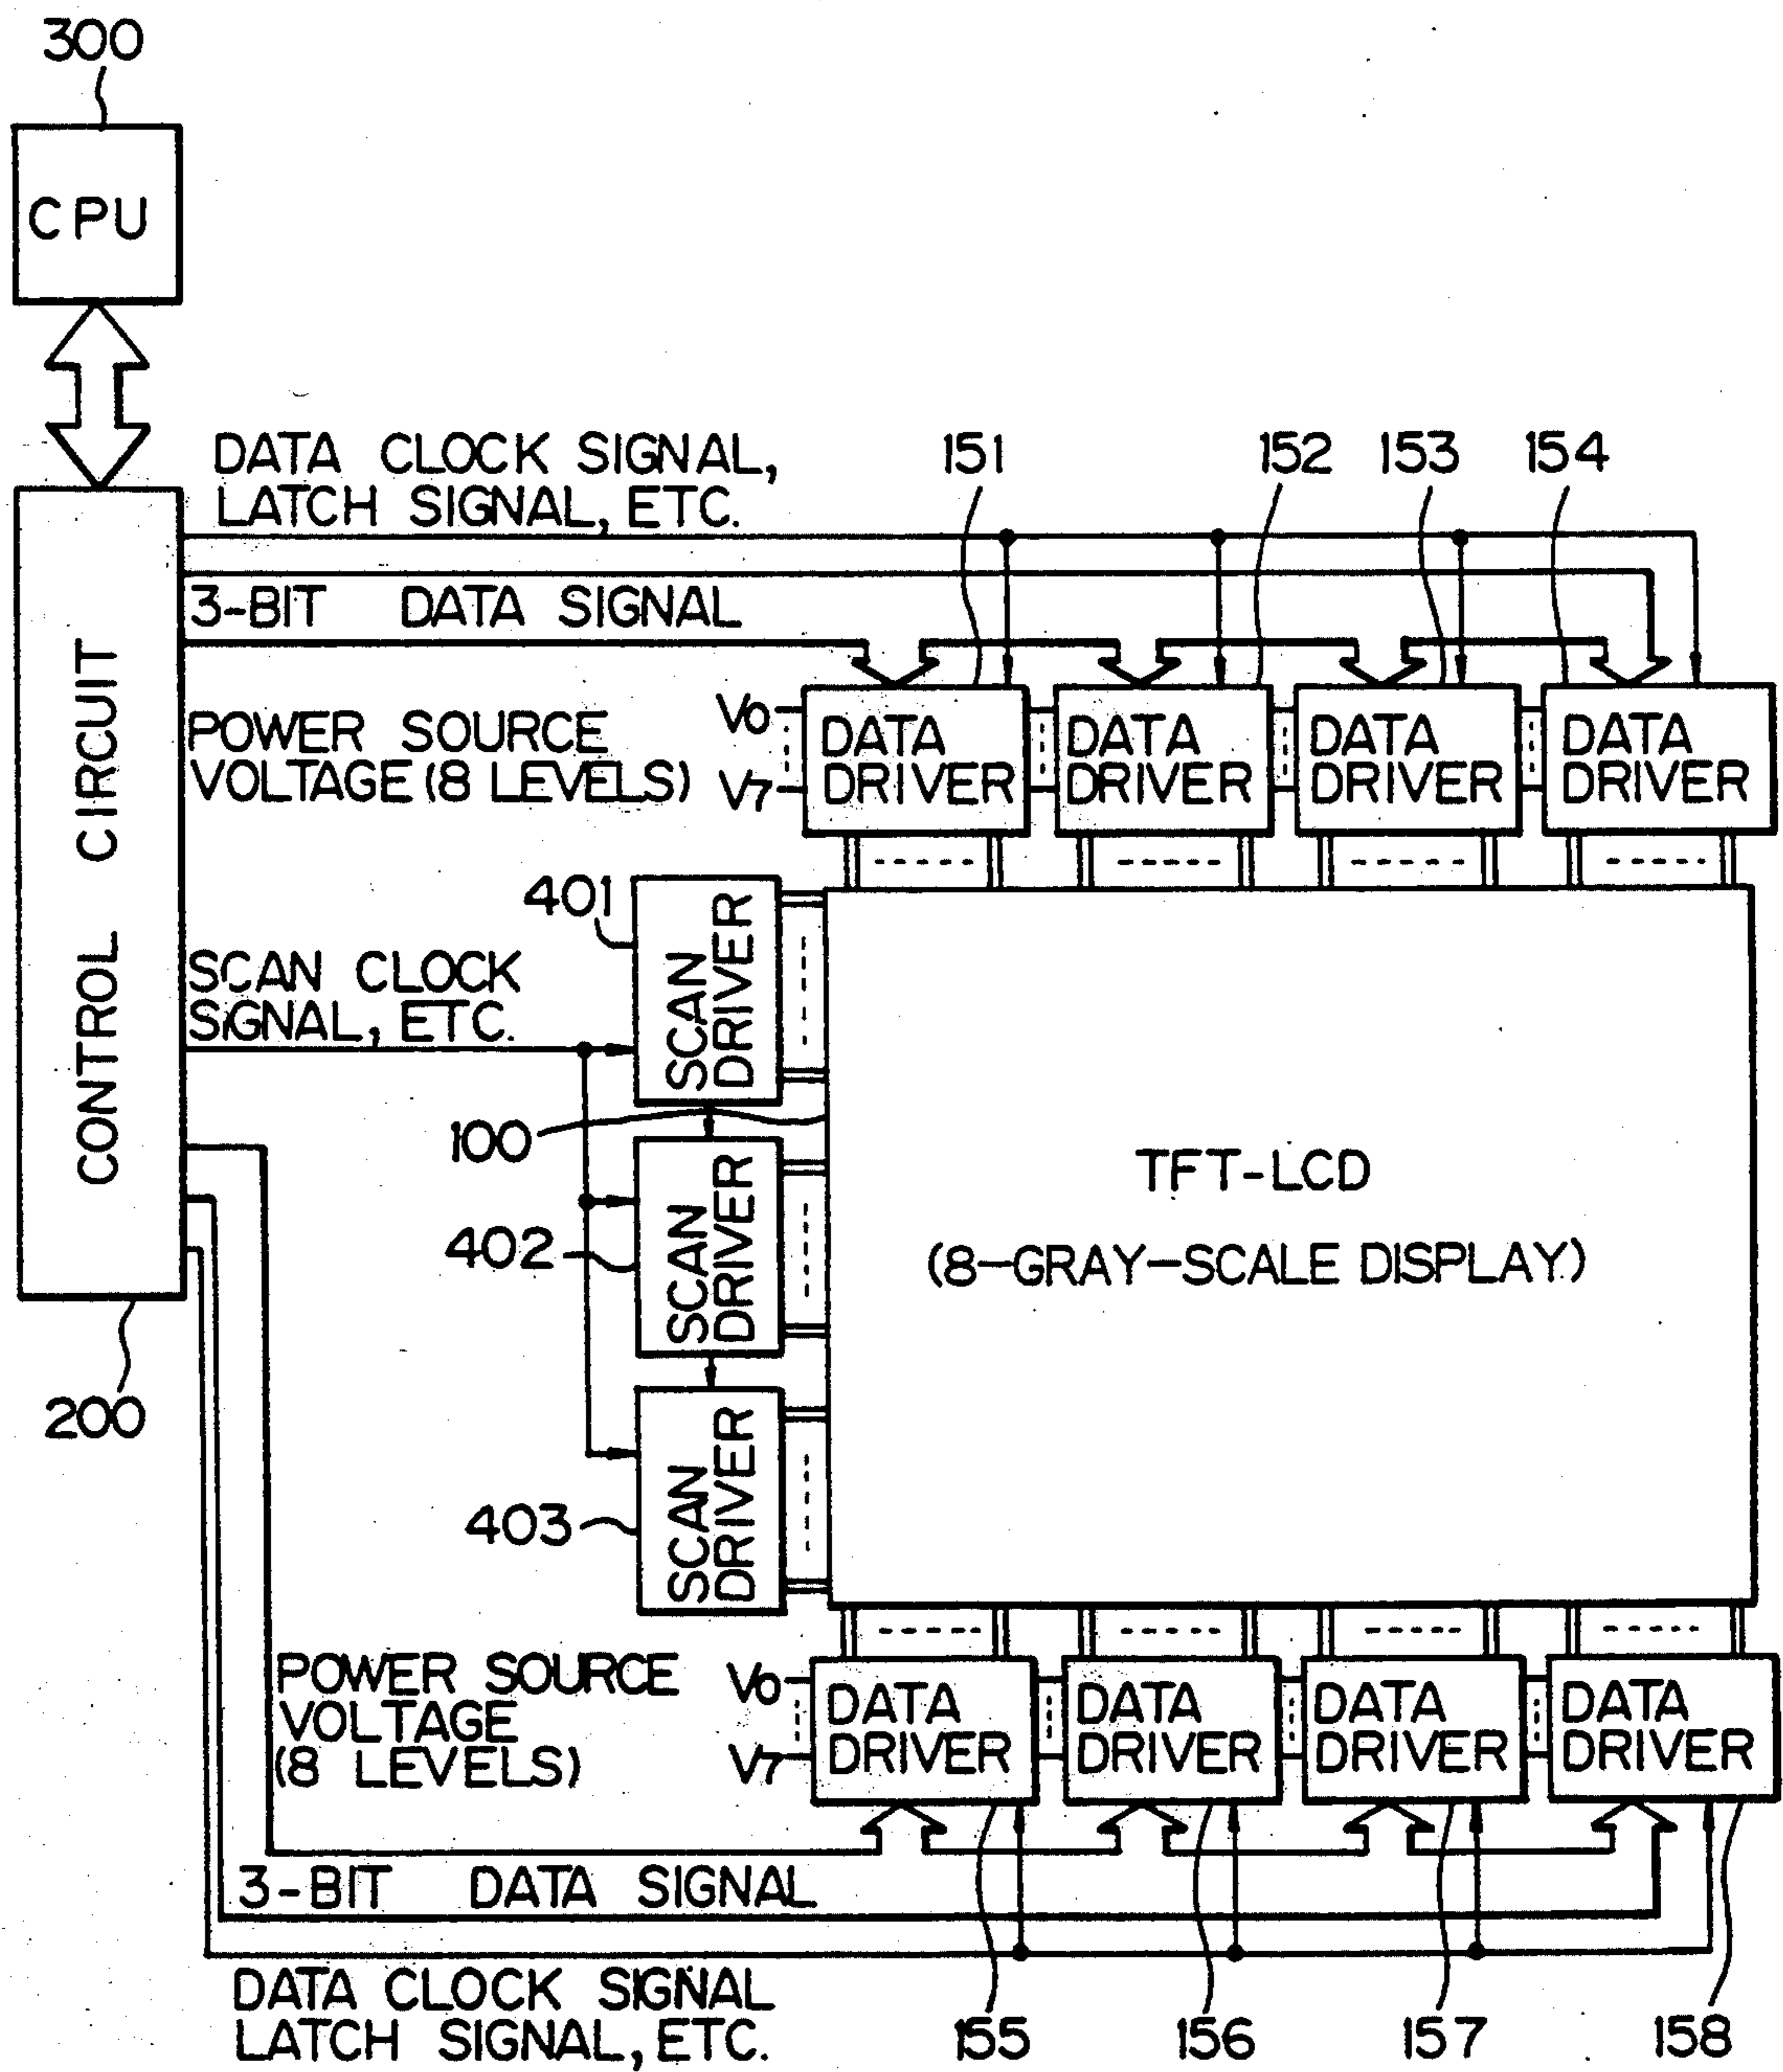 300
CPU
DATA CLOCK SIGNAL,
LATCH SIGNAL, ETC.
151
152
153
154
3-BIT DATA SIGNAL
POWER SOURCE
VOLTAGE (8 LEVELS)
V0
V7
DATA
DRIVER
DATA
DRIVER
DATA
DRIVER
DATA
DRIVER
CONTROL CIRCUIT
401
SCAN
DRIVER
SCAN CLOCK
SIGNAL, ETC.
100
TFT-LCD
(8-GRAY-SCALE DISPLAY)
402
SCAN
DRIVER
200
403
SCAN
DRIVER
POWER SOURCE
VOLTAGE
(8 LEVELS)
V0
V7
DATA
DRIVER
DATA
DRIVER
DATA
DRIVER
DATA
DRIVER
3-BIT DATA SIGNAL
DATA CLOCK SIGNAL
LATCH SIGNAL, ETC.
155
156
157
158